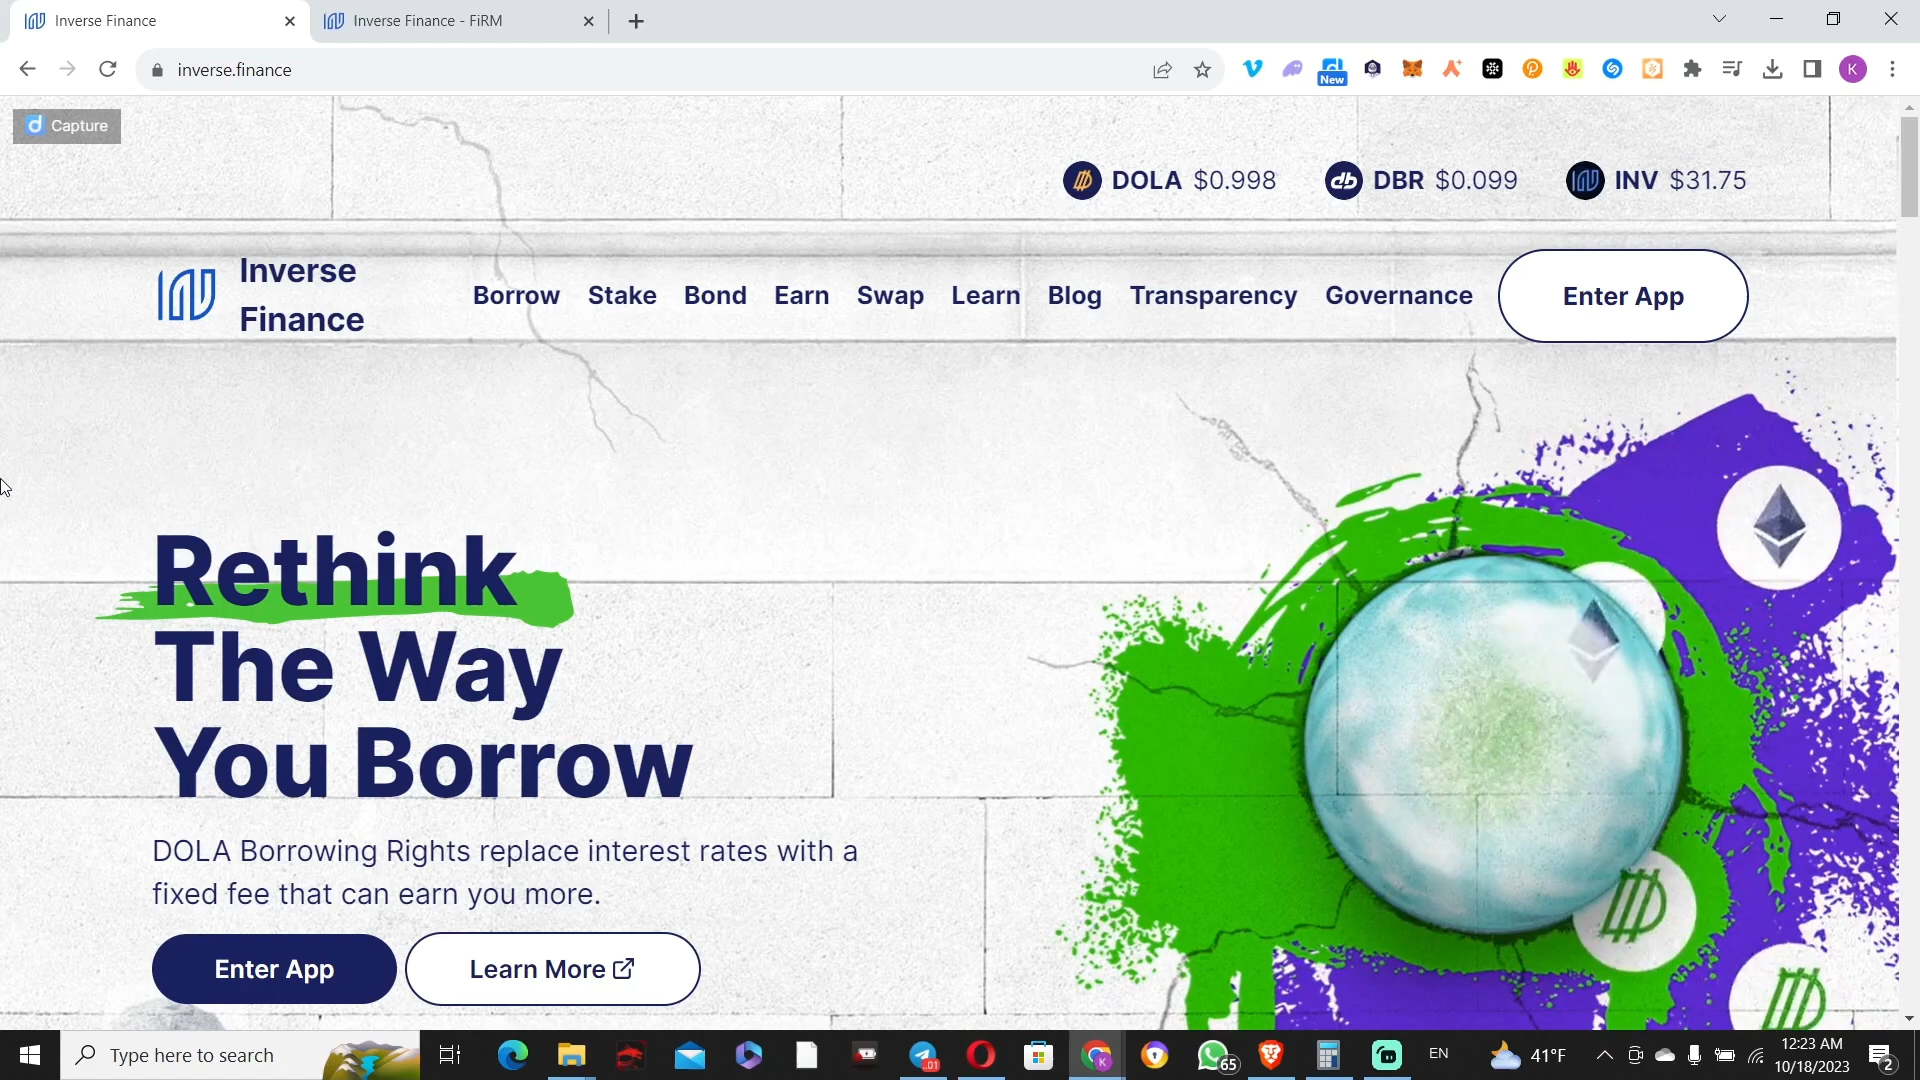 Inverse Finance
Inverse Finance - FiRM
inverse.finance
New
K
Capture
DOLA $0.998
DBR $0.099
INV $31.75
Inverse
Finance
Borrow
Stake
Bond
Earn
Swap
Learn
Blog
Transparency
Governance
Enter App
Rethink
The Way
You Borrow
DOLA Borrowing Rights replace interest rates with a
fixed fee that can earn you more.
Enter App
Learn More
Type here to search
.01
K
65
EN
41°F
12:23 AM
10/18/2023
2